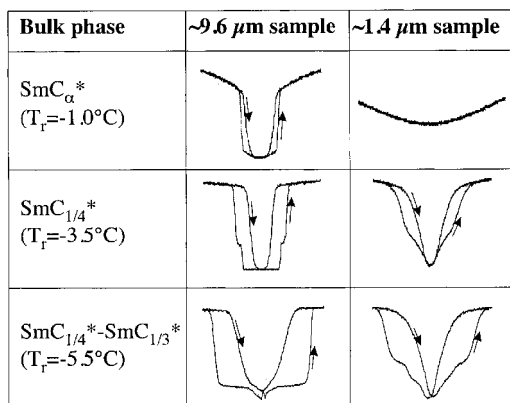 Bulk phase ~9.6 μm sample ~1.4 μm sample
SmCα*
(Tr=-1.0°C)
SmC1/4*
(Tr=-3.5°C)
SmC1/4*-SmC1/3*
(Tr=-5.5°C)